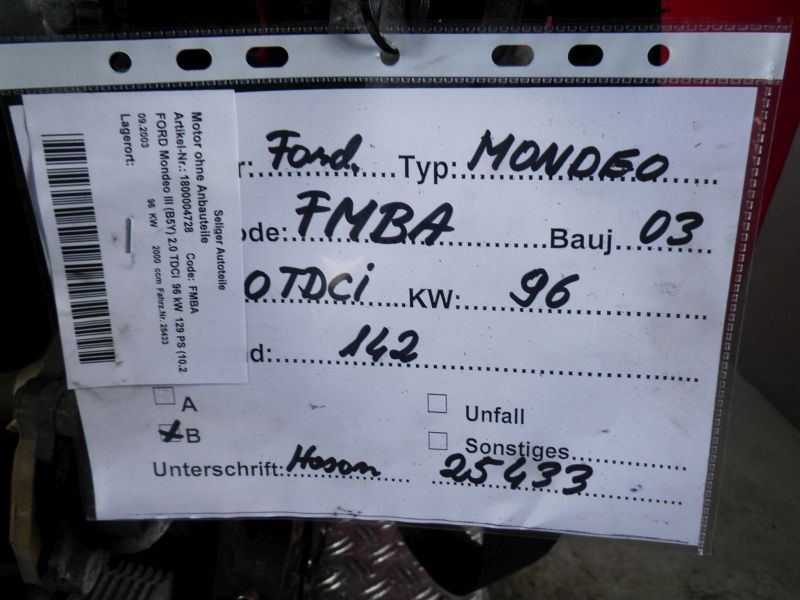 Seliger Autoteile
Motor ohne Anbauteile
Artikel-Nr.: 1800004728 Code: FMBA
FORD Mondeo III (B5Y) 2.0 TDCi 96 kW 129 PS (10.2
09.2003 96 KW 2000 ccm Fahrz.Nr. 25433
Lagerort:
r: Ford. Typ: MONDEO
ode: FMBA Bauj. 03
0 TDCi KW: 96
d: 142
A Unfall
B Sonstiges
Unterschrift: 25433